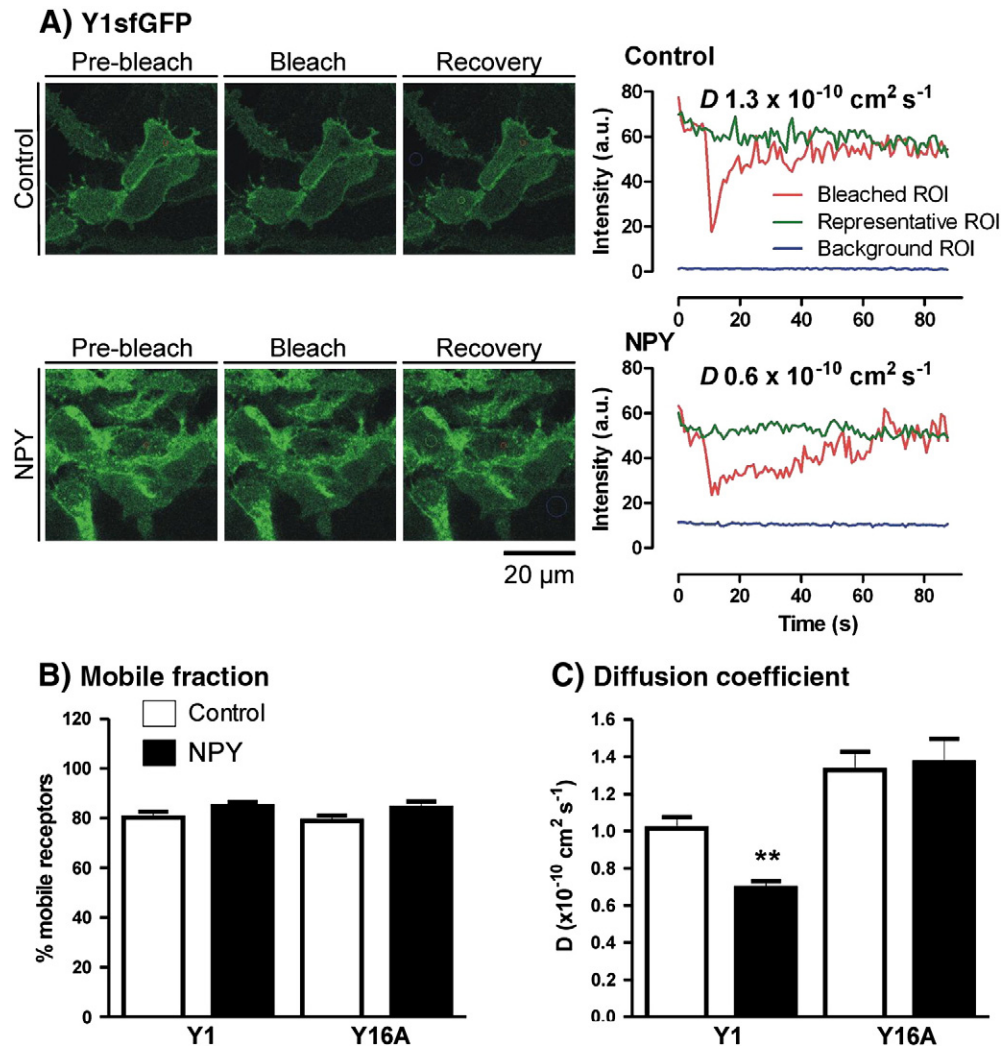 A) Y1sfGFP
Pre-bleach Bleach Recovery
Control
Control
D 1.3 x 10⁻¹⁰ cm² s⁻¹
Intensity (a.u.)
80
60
40
20
0
Bleached ROI
Representative ROI
Background ROI
0 20 40 60 80
Pre-bleach Bleach Recovery
NPY
20 µm
NPY
D 0.6 x 10⁻¹⁰ cm² s⁻¹
Intensity (a.u.)
80
60
40
20
0
0 20 40 60 80
Time (s)
B) Mobile fraction
Control
NPY
% mobile receptors
120
100
80
60
40
20
0
Y1 Y16A
C) Diffusion coefficient
D (x10⁻¹⁰ cm² s⁻¹)
1.6
1.4
1.2
1.0
0.8
0.6
0.4
0.2
0.0
**
Y1 Y16A